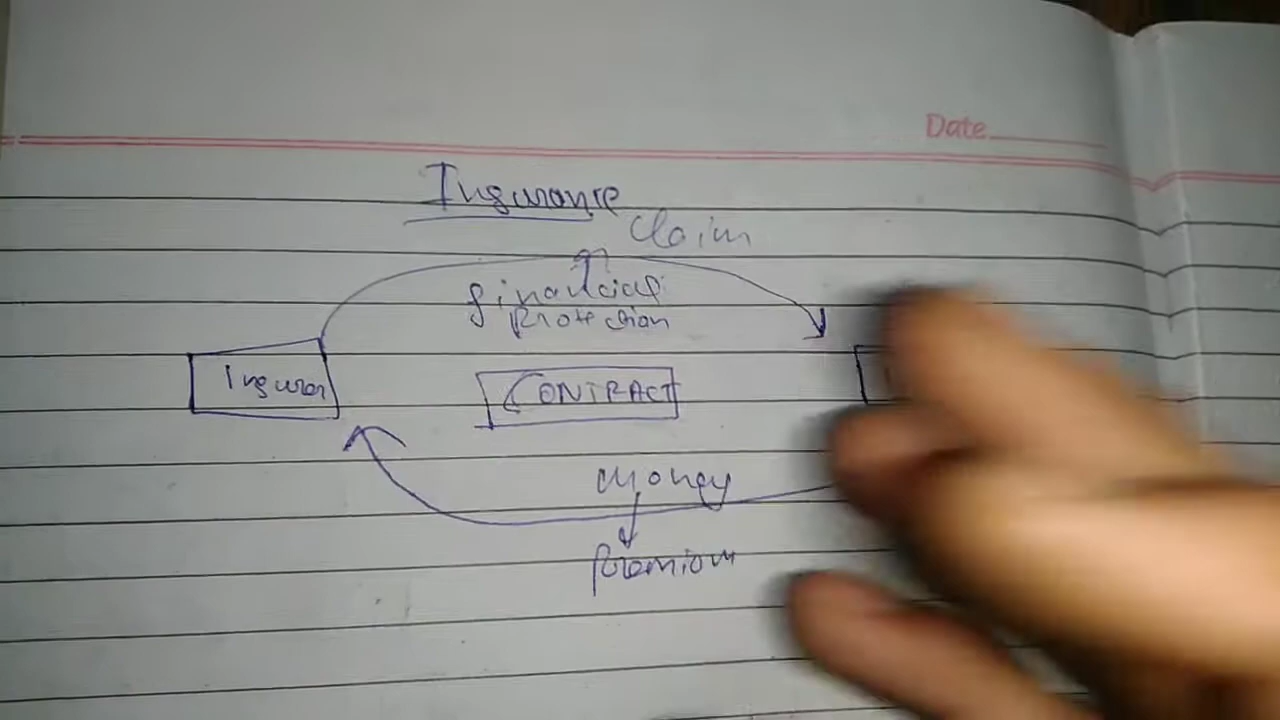 Date
Insurance
Claim
financial
Protection
Insurer
CONTRACT
money
Premium